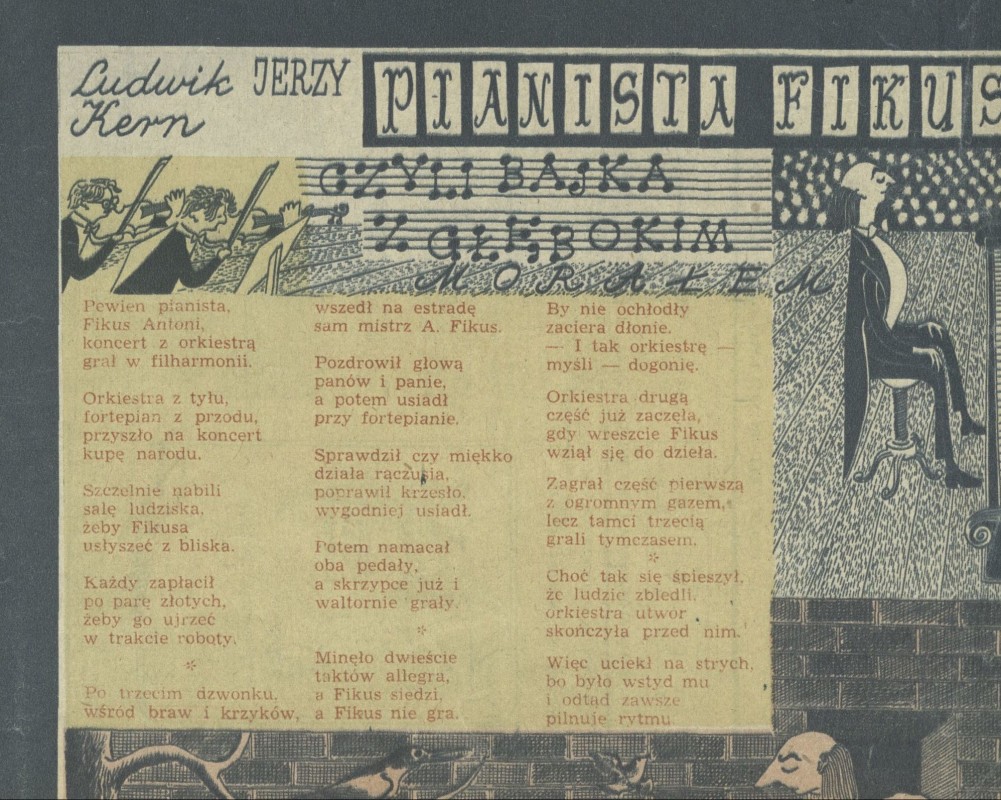 Ludwik JERZY
Kern
PIANISTA FIKUS
CZYLI BAJKA
Z GŁĘBOKIM
MORAŁEM
Pewien pianista,
Fikus Antoni,
koncert z orkiestrą
grał w filharmonii.
Orkiestra z tyłu,
fortepian z przodu,
przyszło na koncert
kupę narodu.
Szczelnie nabili
salę ludziska,
żeby Fikusa
usłyszeć z bliska.
Każdy zapłacił
po parę złotych,
żeby go ujrzeć
w trakcie roboty.
*
Po trzecim dzwonku,
wśród braw i krzyków,
wszedł na estradę
sam mistrz A. Fikus.
Pozdrowił głową
panów i panie,
a potem usiadł
przy fortepianie.
Sprawdził czy miękko
działa rączusia,
poprawił krzesło,
wygodniej usiadł.
Potem namacał
oba pedały,
a skrzypce już i
waltornie grały.
*
Minęło dwieście
taktów allegra,
a Fikus siedzi,
a Fikus nie gra.
By nie ochłodły
zaciera dłonie.
— I tak orkiestrę —
myśli — dogonię.
Orkiestra drugą
część już zaczęła,
gdy wreszcie Fikus
wziął się do dzieła.
Zagrał część pierwszą
z ogromnym gazem,
lecz tamci trzecią
grali tymczasem.
*
Choć tak się śpieszył,
że ludzie zbledli,
orkiestra utwór
skończyła przed nim.
Więc uciekł na strych,
bo było wstyd mu
i odtąd zawsze
pilnuje rytmu.